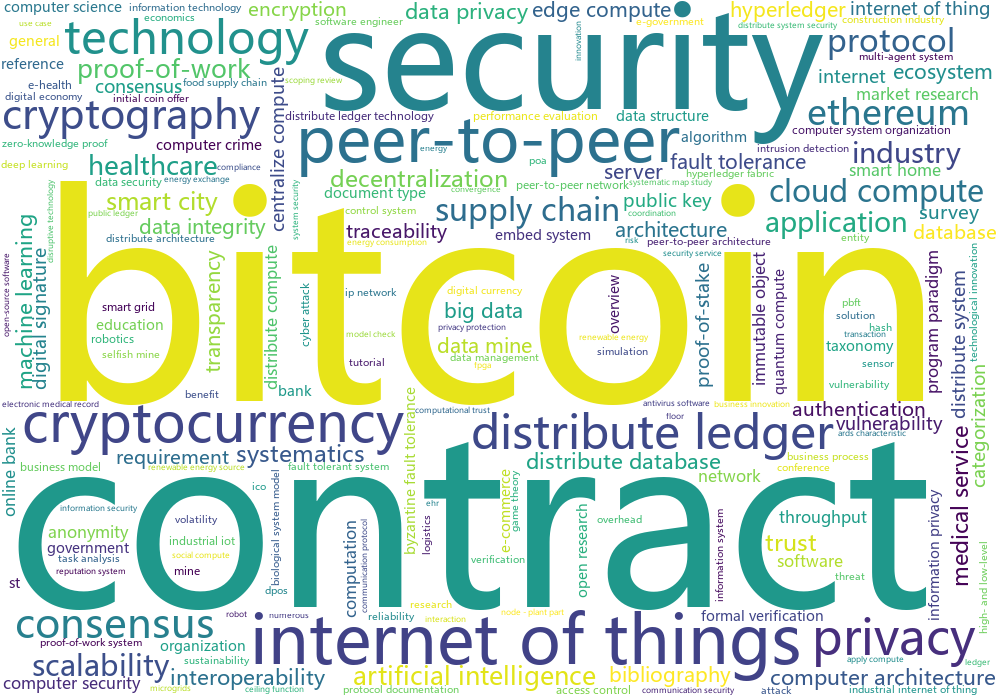 computer science
information technology
encryption
data privacy
edge compute
hyperledger
internet of thing
use case
economics
software engineer
e-government
construction industry
general
technology
innovation
distribute system security
security
protocol
reference
proof-of-work
scoping review
multi-agent system
e-health
consensus
food supply chain
internet
ecosystem
digital economy
initial coin offer
market research
cryptography
centralize compute
distribute ledger technology
performance evaluation
data structure
ethereum
zero-knowledge proof
computer crime
peer-to-peer
algorithm
computer system organization
deep learning
healthcare
compliance
energy
poa
server
fault tolerance
intrusion detection
industry
data security
energy exchange
decentralization
convergence
peer-to-peer network
systematic map study
hyperledger fabric
smart home
disruptive technology
smart city
system security
document type
public key
cloud compute
public ledger
data integrity
control system
supply chain
coordination
application
survey
distribute architecture
traceability
embed system
architecture
database
energy consumption
risk
peer-to-peer architecture
entity
security service
bitcoin
open-source software
machine learning
digital signature
transparency
distribute compute
cyber attack
ip network
digital currency
overview
proof-of-stake
immutable object
quantum compute
program paradigm
distribute system
technological innovation
smart grid
big data
pbft
education
privacy protection
solution
hash
robotics
model check
renewable energy
transaction
selfish mine
data mine
simulation
taxonomy
tutorial
data management
sensor
fpga
vulnerability
benefit
bank
electronic medical record
computational trust
antivirus software
business innovation
cryptocurrency
floor
authentication
vulnerability
distribute ledger
ards characteristic
categorization
online bank
requirement
systematics
byzantine fault tolerance
distribute database
business process
business model
renewable energy source
fault tolerant system
conference
network
medical service
contract
ico
biological system model
ehr
logistics
e-commerce
game theory
open research
information security
volatility
overhead
throughput
anonymity
computation
communication protocol
information system
information privacy
government
industrial iot
social compute
trust
task analysis
verification
software
reputation system
mine
threat
st
dpos
high- and low-level
consensus
robot
numerous
research
node - plant part
formal verification
reliability
interaction
internet of things
privacy
proof-of-work system
organization
scalability
sustainability
apply compute
ledger
interoperability
artificial intelligence
bibliography
computer architecture
computer security
microgrids
ceiling function
protocol documentation
access control
communication security
attack
industrial internet of thing